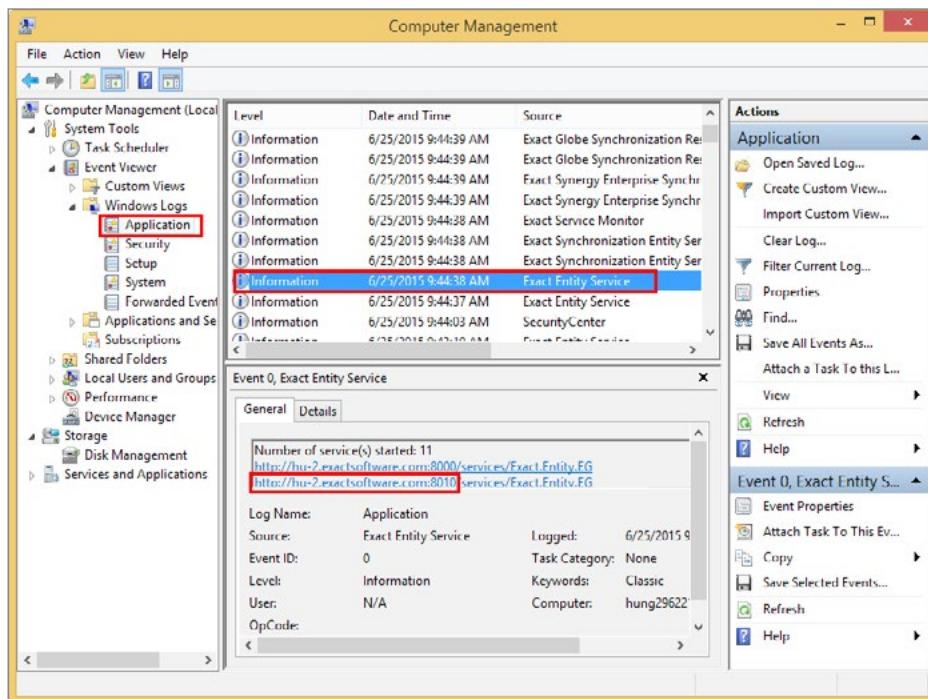 Computer Management
File Action View Help
Computer Management (Local
System Tools
Task Scheduler
Event Viewer
Custom Views
Windows Logs
Application
Security
Setup
System
Forwarded Event
Applications and Se
Subscriptions
Shared Folders
Local Users and Groups
Performance
Device Manager
Storage
Disk Management
Services and Applications
Level Date and Time Source
Information 6/25/2015 9:44:39 AM Exact Globe Synchronization Re
Information 6/25/2015 9:44:39 AM Exact Globe Synchronization Re
Information 6/25/2015 9:44:39 AM Exact Synergy Enterprise Synchr
Information 6/25/2015 9:44:39 AM Exact Synergy Enterprise Synchr
Information 6/25/2015 9:44:38 AM Exact Service Monitor
Information 6/25/2015 9:44:38 AM Exact Synchronization Entity Ser
Information 6/25/2015 9:44:38 AM Exact Synchronization Entity Ser
Information 6/25/2015 9:44:38 AM Exact Entity Service
Information 6/25/2015 9:44:37 AM Exact Entity Service
Information 6/25/2015 9:44:03 AM SecurityCenter
Event 0, Exact Entity Service
General Details
Number of service(s) started: 11
http://hu-2.exactsoftware.com:8000/services/Exact.Entity.EG
http://hu-2.exactsoftware.com:8010/services/Exact.Entity.EG
Log Name: Application
Source: Exact Entity Service Logged: 6/25/2015 9
Event ID: 0 Task Category: None
Level: Information Keywords: Classic
User: N/A Computer: hung29622
OpCode:
Actions
Application
Open Saved Log...
Create Custom View...
Import Custom View...
Clear Log...
Filter Current Log...
Properties
Find...
Save All Events As...
Attach a Task To this L...
View
Refresh
Help
Event 0, Exact Entity S...
Event Properties
Attach Task To This Ev...
Copy
Save Selected Events...
Refresh
Help